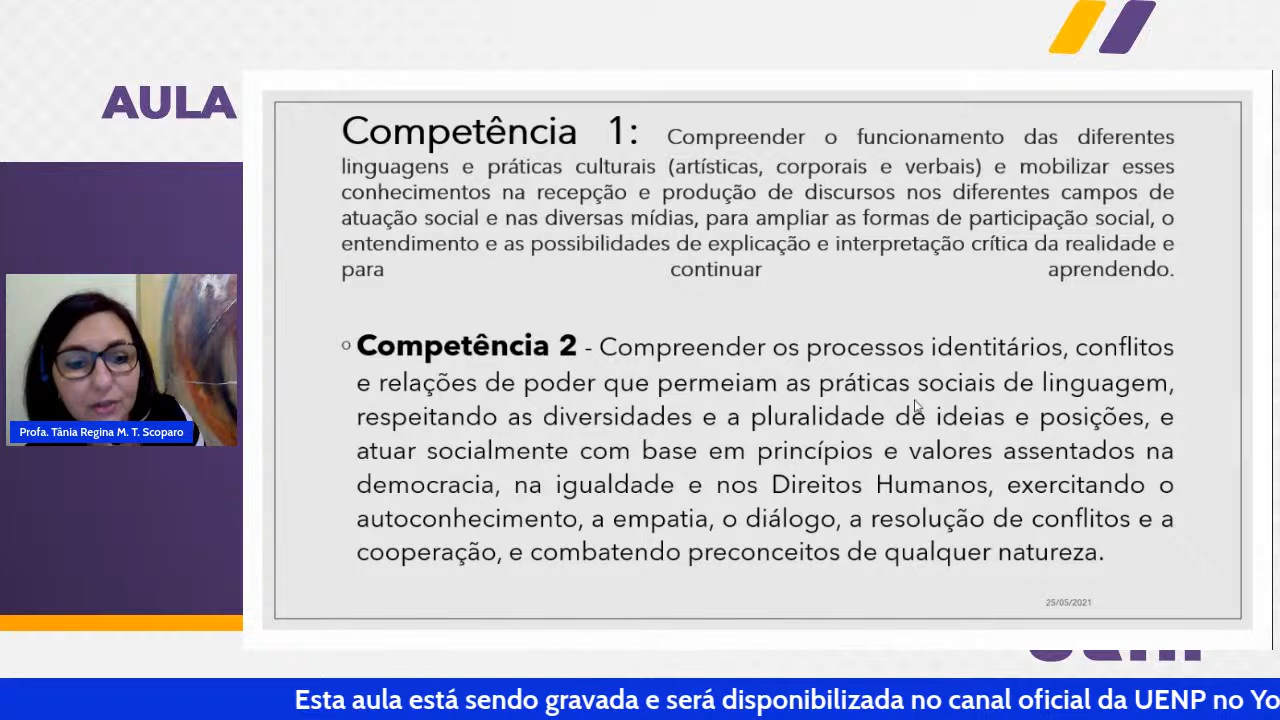 AULA
Competência 1: Compreender o funcionamento das diferentes
linguagens e práticas culturais (artísticas, corporais e verbais) e mobilizar esses
conhecimentos na recepção e produção de discursos nos diferentes campos de
atuação social e nas diversas mídias, para ampliar as formas de participação social, o
entendimento e as possibilidades de explicação e interpretação crítica da realidade e
para continuar aprendendo.
Competência 2 - Compreender os processos identitários, conflitos
e relações de poder que permeiam as práticas sociais de linguagem,
respeitando as diversidades e a pluralidade de ideias e posições, e
atuar socialmente com base em princípios e valores assentados na
democracia, na igualdade e nos Direitos Humanos, exercitando o
autoconhecimento, a empatia, o diálogo, a resolução de conflitos e a
cooperação, e combatendo preconceitos de qualquer natureza.
25/05/2021
Profa. Tânia Regina M. T. Scoparo
Esta aula está sendo gravada e será disponibilizada no canal oficial da UENP no Yo